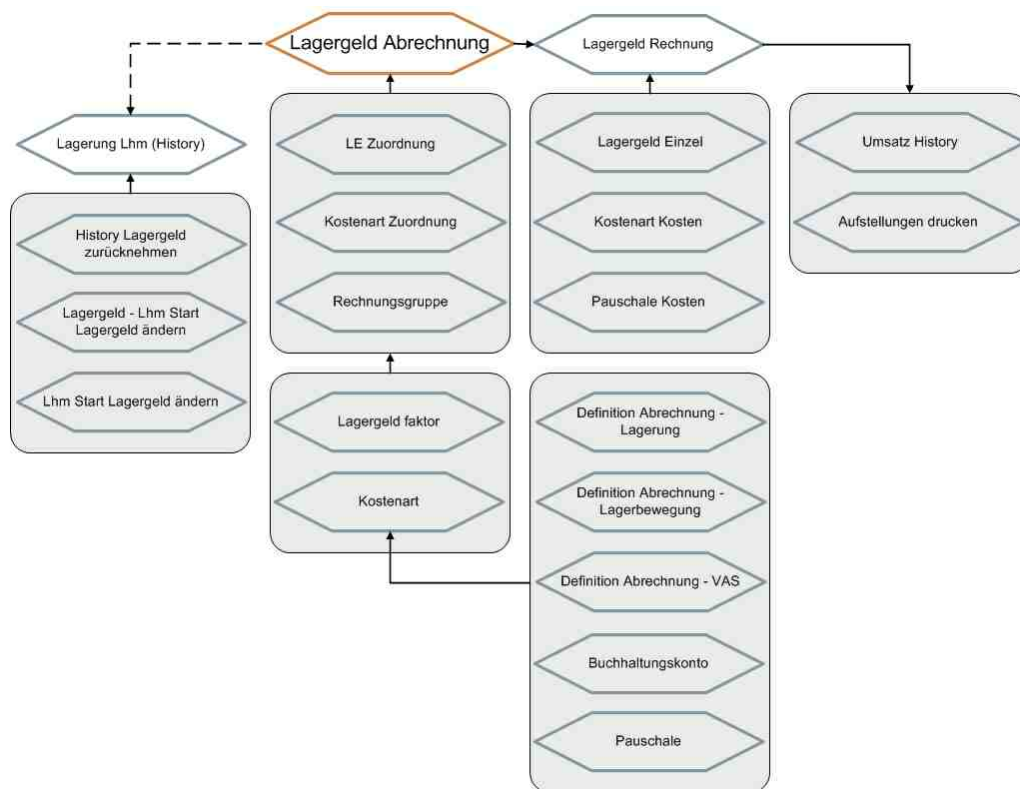 Lagergeld Abrechnung
Lagergeld Rechnung
Lagerung Lhm (History)
History Lagergeld
zurücknehmen
Lagergeld - Lhm Start
Lagergeld ändern
Lhm Start Lagergeld ändern
LE Zuordnung
Kostenart Zuordnung
Rechnungsgruppe
Lagergeld Einzel
Kostenart Kosten
Pauschale Kosten
Umsatz History
Aufstellungen drucken
Lagergeld faktor
Kostenart
Definition Abrechnung -
Lagerung
Definition Abrechnung -
Lagerbewegung
Definition Abrechnung - VAS
Buchhaltungskonto
Pauschale